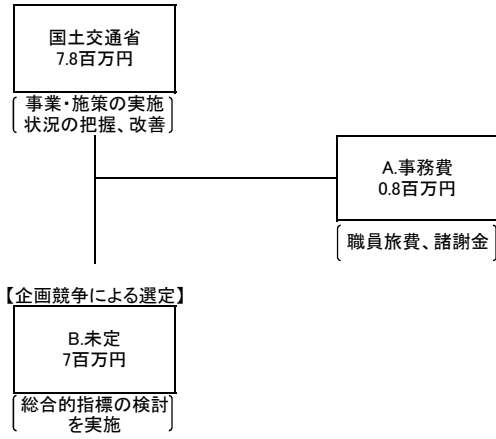 国土交通省
7.8百万円
事業・施策の実施
状況の把握、改善
A.事務費
0.8百万円
職員旅費、諸謝金
【企画競争による選定】
B.未定
7百万円
総合的指標の検討
を実施